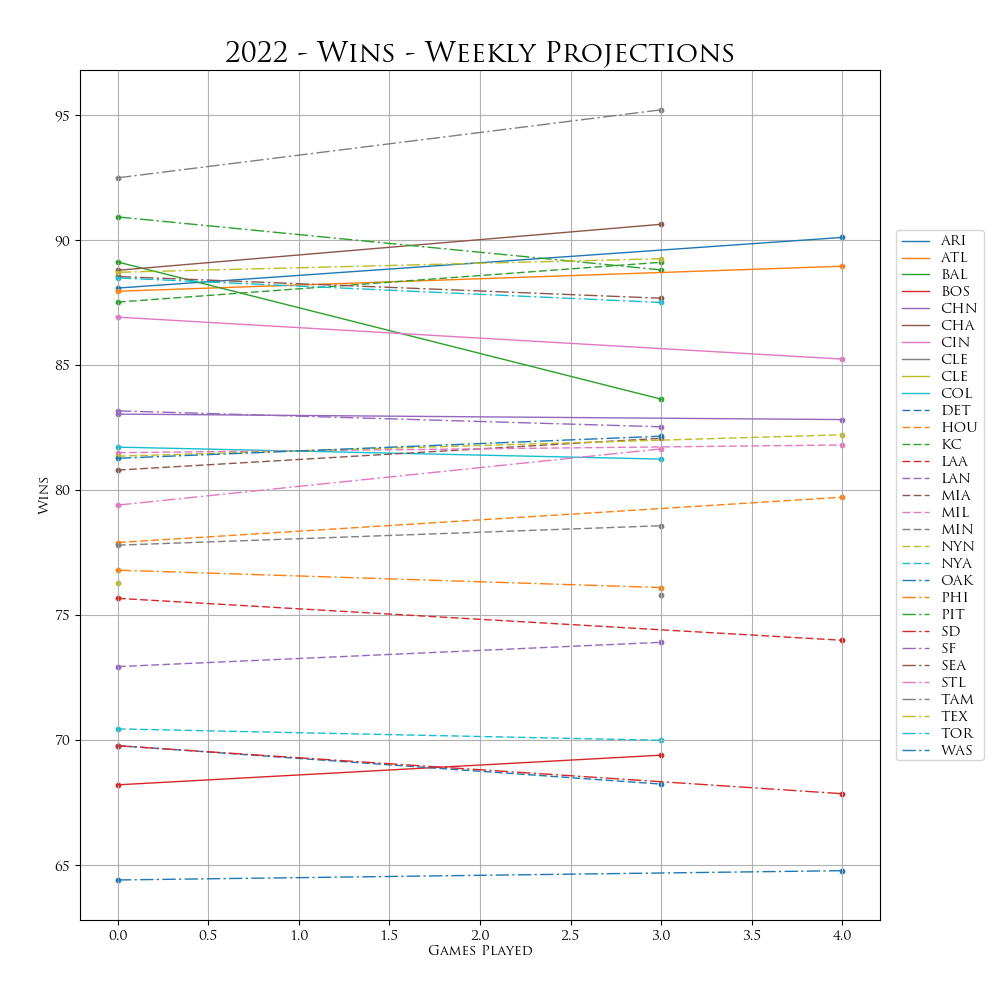 2022 - Wins - Weekly Projections
95
90
85
80
75
70
65
Wins
0.0 0.5 1.0 1.5 2.0 2.5 3.0 3.5 4.0
Games Played
ARI
ATL
BAL
BOS
CHN
CHA
CIN
CLE
CLE
COL
DET
HOU
KC
LAA
LAN
MIA
MIL
MIN
NYN
NYA
OAK
PHI
PIT
SD
SF
SEA
STL
TAM
TEX
TOR
WAS